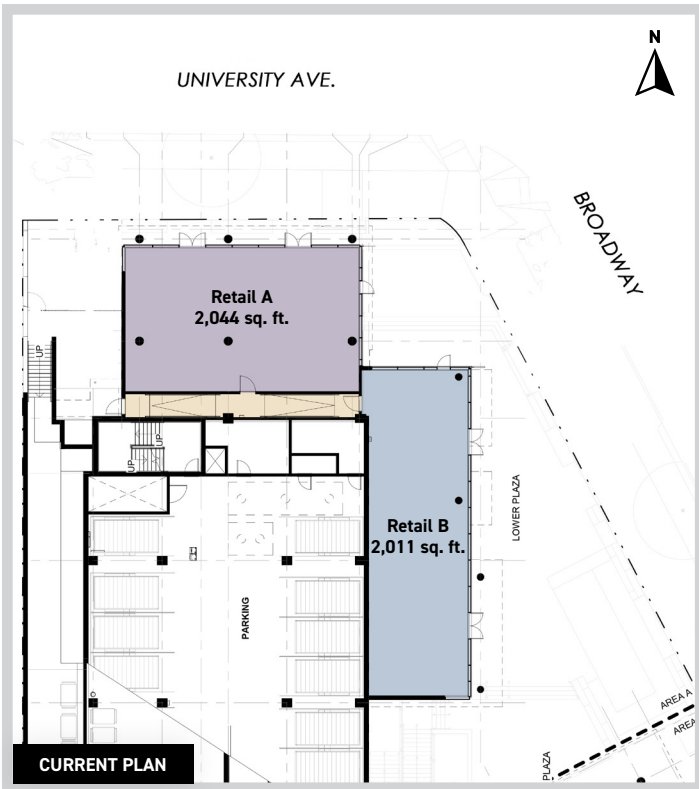 N
UNIVERSITY AVE.
BROADWAY
Retail A
2,044 sq. ft.
UP
UP
UP
Retail B
2,011 sq. ft.
LOWER PLAZA
PARKING
AREA A
AREA
PLAZA
CURRENT PLAN